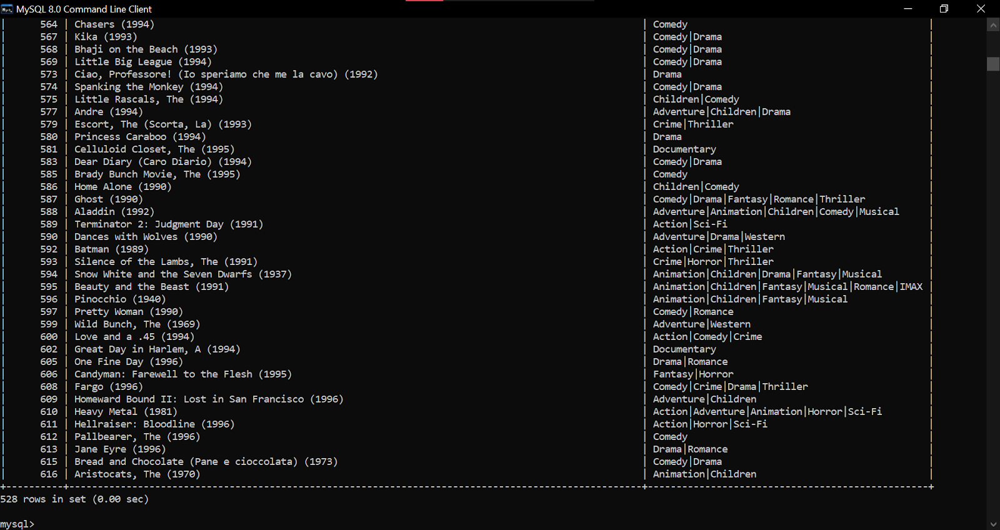 MySQL 8.0 Command Line Client
| 564 | Chasers (1994) | Comedy |
| 567 | Kika (1993) | Comedy|Drama |
| 568 | Bhaji on the Beach (1993) | Comedy|Drama |
| 569 | Little Big League (1994) | Comedy|Drama |
| 573 | Ciao, Professore! (Io speriamo che me la cavo) (1992) | Drama |
| 574 | Spanking the Monkey (1994) | Comedy|Drama |
| 575 | Little Rascals, The (1994) | Children|Comedy |
| 577 | Andre (1994) | Adventure|Children|Drama |
| 579 | Escort, The (Scorta, La) (1993) | Crime|Thriller |
| 580 | Princess Caraboo (1994) | Drama |
| 581 | Celluloid Closet, The (1995) | Documentary |
| 583 | Dear Diary (Caro Diario) (1994) | Comedy|Drama |
| 585 | Brady Bunch Movie, The (1995) | Comedy |
| 586 | Home Alone (1990) | Children|Comedy |
| 587 | Ghost (1990) | Comedy|Drama|Fantasy|Romance|Thriller |
| 588 | Aladdin (1992) | Adventure|Animation|Children|Comedy|Musical |
| 589 | Terminator 2: Judgment Day (1991) | Action|Sci-Fi |
| 590 | Dances with Wolves (1990) | Adventure|Drama|Western |
| 592 | Batman (1989) | Action|Crime|Thriller |
| 593 | Silence of the Lambs, The (1991) | Crime|Horror|Thriller |
| 594 | Snow White and the Seven Dwarfs (1937) | Animation|Children|Drama|Fantasy|Musical |
| 595 | Beauty and the Beast (1991) | Animation|Children|Fantasy|Musical|Romance|IMAX |
| 596 | Pinocchio (1940) | Animation|Children|Fantasy|Musical |
| 597 | Pretty Woman (1990) | Comedy|Romance |
| 599 | Wild Bunch, The (1969) | Adventure|Western |
| 600 | Love and a .45 (1994) | Action|Comedy|Crime |
| 602 | Great Day in Harlem, A (1994) | Documentary |
| 605 | One Fine Day (1996) | Drama|Romance |
| 606 | Candyman: Farewell to the Flesh (1995) | Fantasy|Horror |
| 608 | Fargo (1996) | Comedy|Crime|Drama|Thriller |
| 609 | Homeward Bound II: Lost in San Francisco (1996) | Adventure|Children |
| 610 | Heavy Metal (1981) | Action|Adventure|Animation|Horror|Sci-Fi |
| 611 | Hellraiser: Bloodline (1996) | Action|Horror|Sci-Fi |
| 612 | Pallbearer, The (1996) | Comedy |
| 613 | Jane Eyre (1996) | Drama|Romance |
| 615 | Bread and Chocolate (Pane e cioccolata) (1973) | Comedy|Drama |
| 616 | Aristocats, The (1970) | Animation|Children |
528 rows in set (0.00 sec)
mysql>